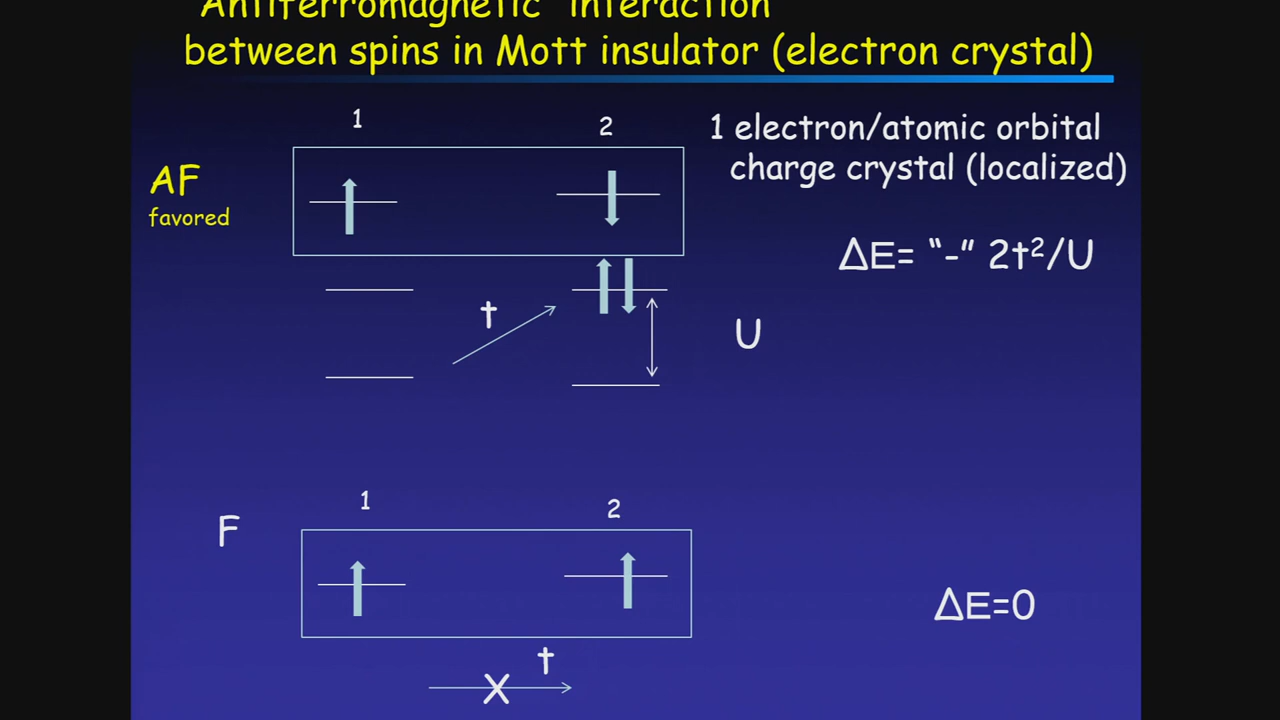 "Antiferromagnetic" interaction
between spins in Mott insulator (electron crystal)
1
2
1 electron/atomic orbital
charge crystal (localized)
AF
favored
ΔE= “-” 2t²/U
t
U
1
2
F
ΔE=0
t
X